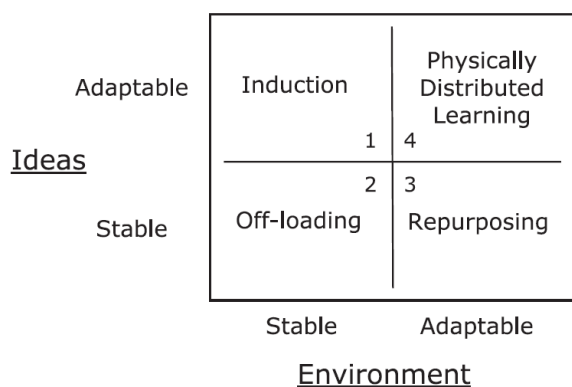 Adaptable
Induction
Physically
Distributed
Learning
1
4
Ideas
2
3
Stable
Off-loading
Repurposing
Stable
Adaptable
Environment